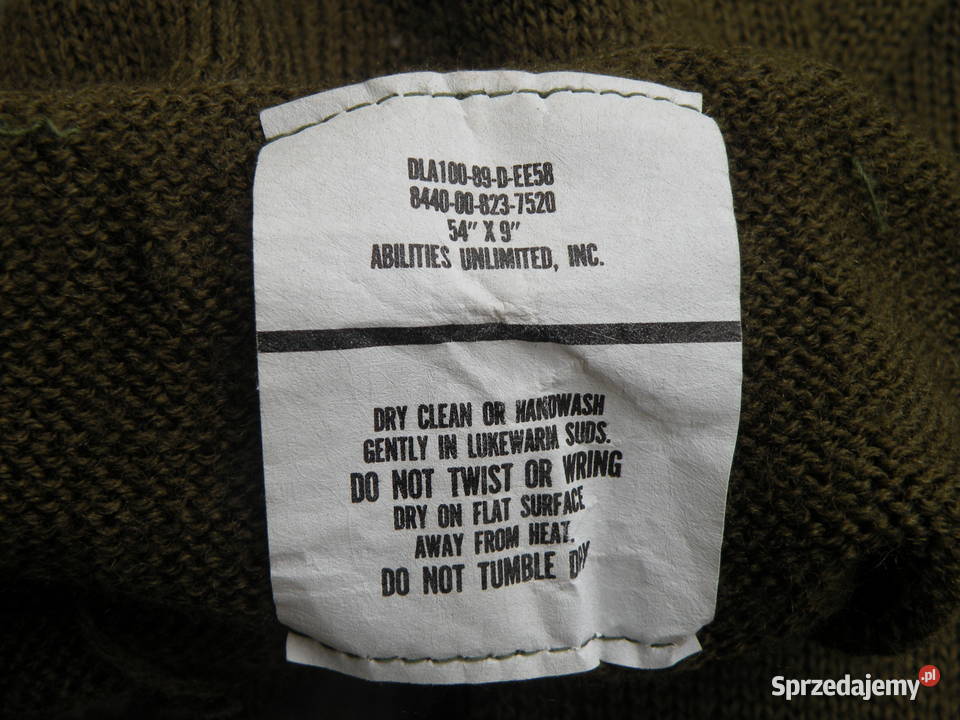 DLA100-89-D-EE58
8440-00-823-7520
54" X 9"
ABILITIES UNLIMITED, INC.
DRY CLEAN OR HANDWASH
GENTLY IN LUKEWARM SUDS.
DO NOT TWIST OR WRING
DRY ON FLAT SURFACE
AWAY FROM HEAT.
DO NOT TUMBLE DRY
Sprzedajemy.pl